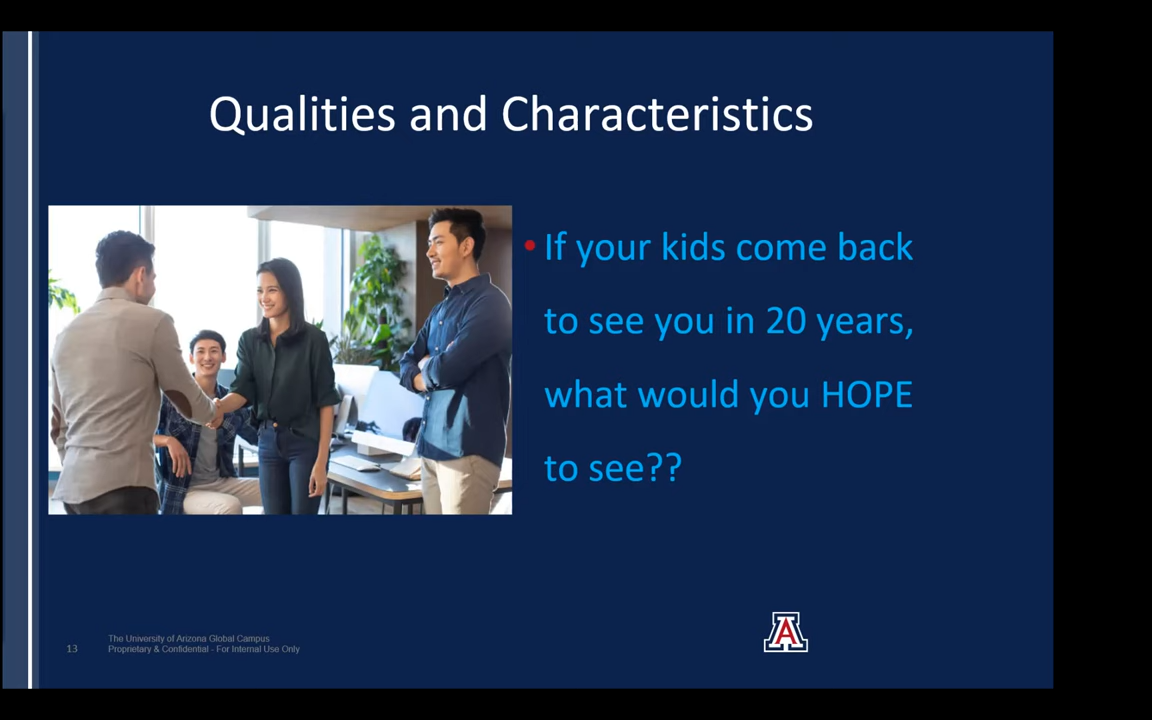 Qualities and Characteristics
• If your kids come back
to see you in 20 years,
what would you HOPE
to see??
13
The University of Arizona Global Campus
Proprietary & Confidential - For Internal Use Only
A